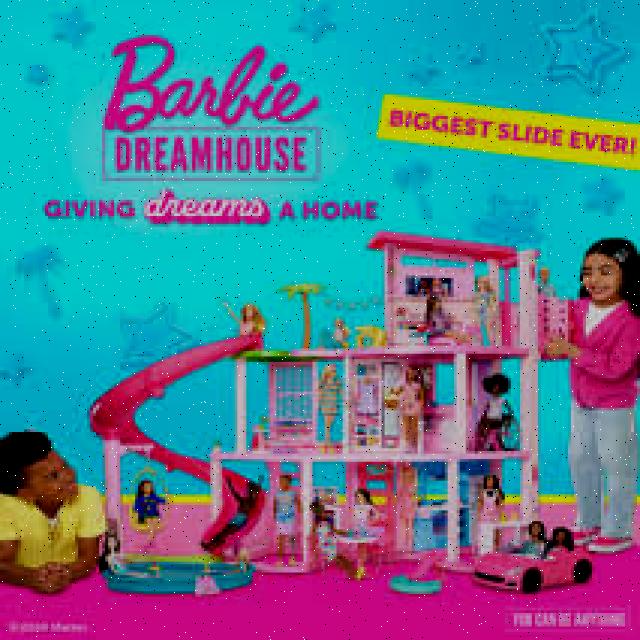 Barbie
DREAMHOUSE
BIGGEST SLIDE EVER!
GIVING dreams A HOME
YOU CAN BE ANYTHING